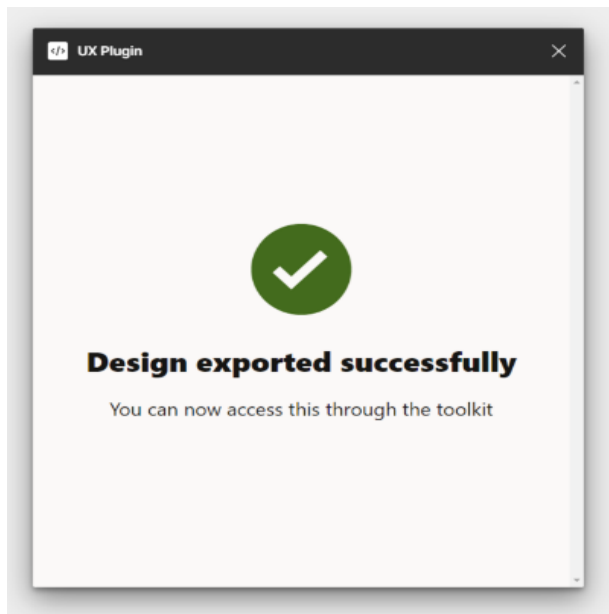 UX Plugin
Design exported successfully
You can now access this through the toolkit